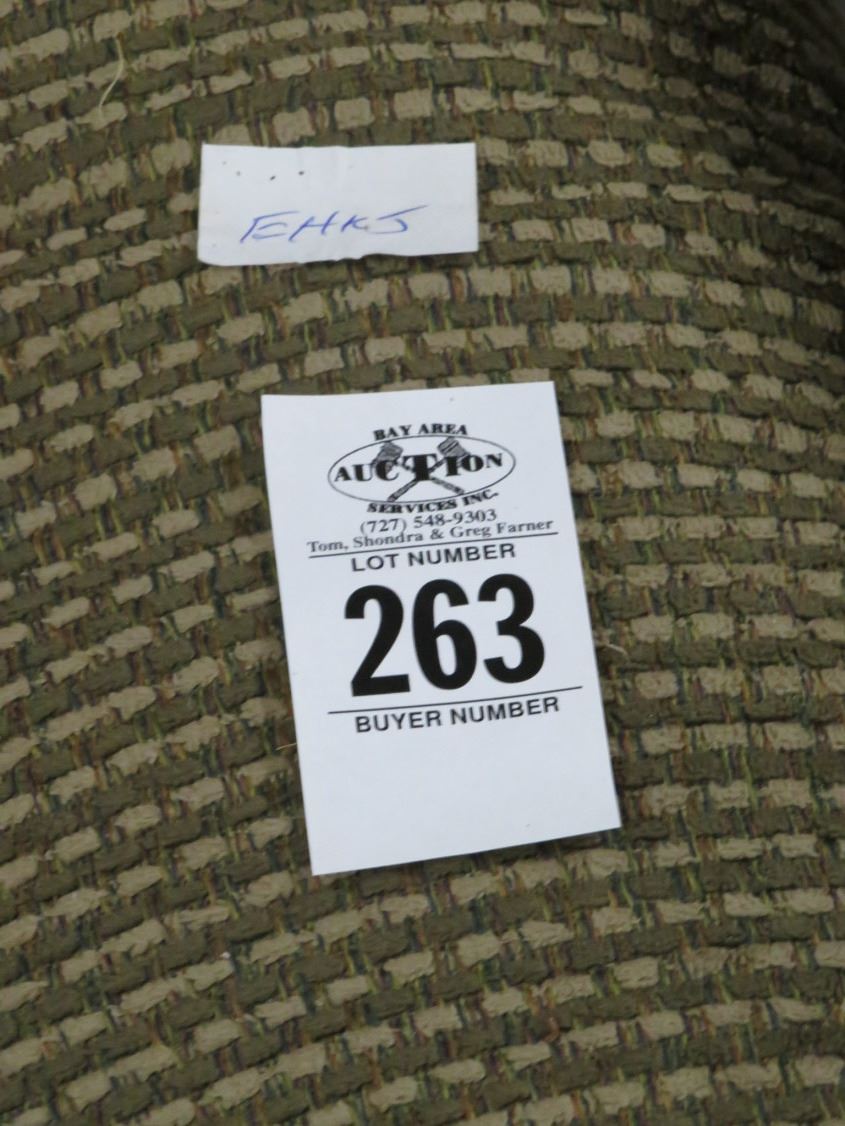 EHKJ
BAY AREA
AUCTION
SERVICES INC.
(727) 548-9303
Tom, Shondra & Greg Farner
LOT NUMBER
263
BUYER NUMBER